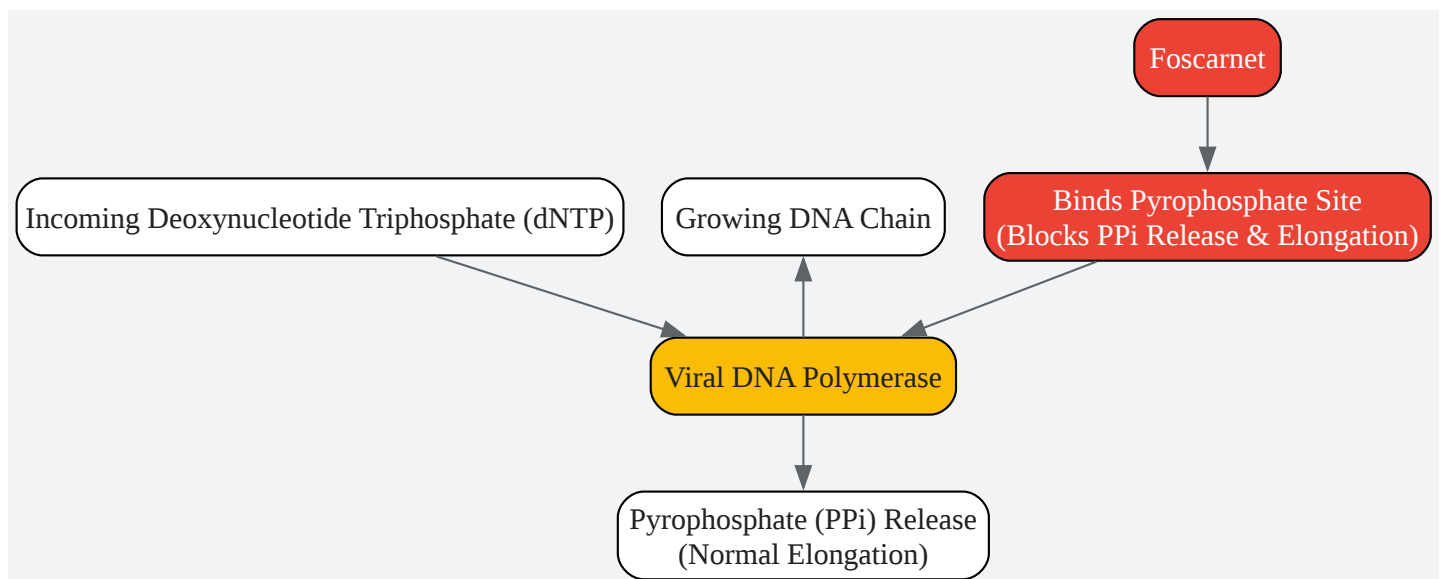 Foscarnet
Incoming Deoxynucleotide Triphosphate (dNTP)
Growing DNA Chain
Binds Pyrophosphate Site
(Blocks PPi Release & Elongation)
Viral DNA Polymerase
Pyrophosphate (PPi) Release
(Normal Elongation)